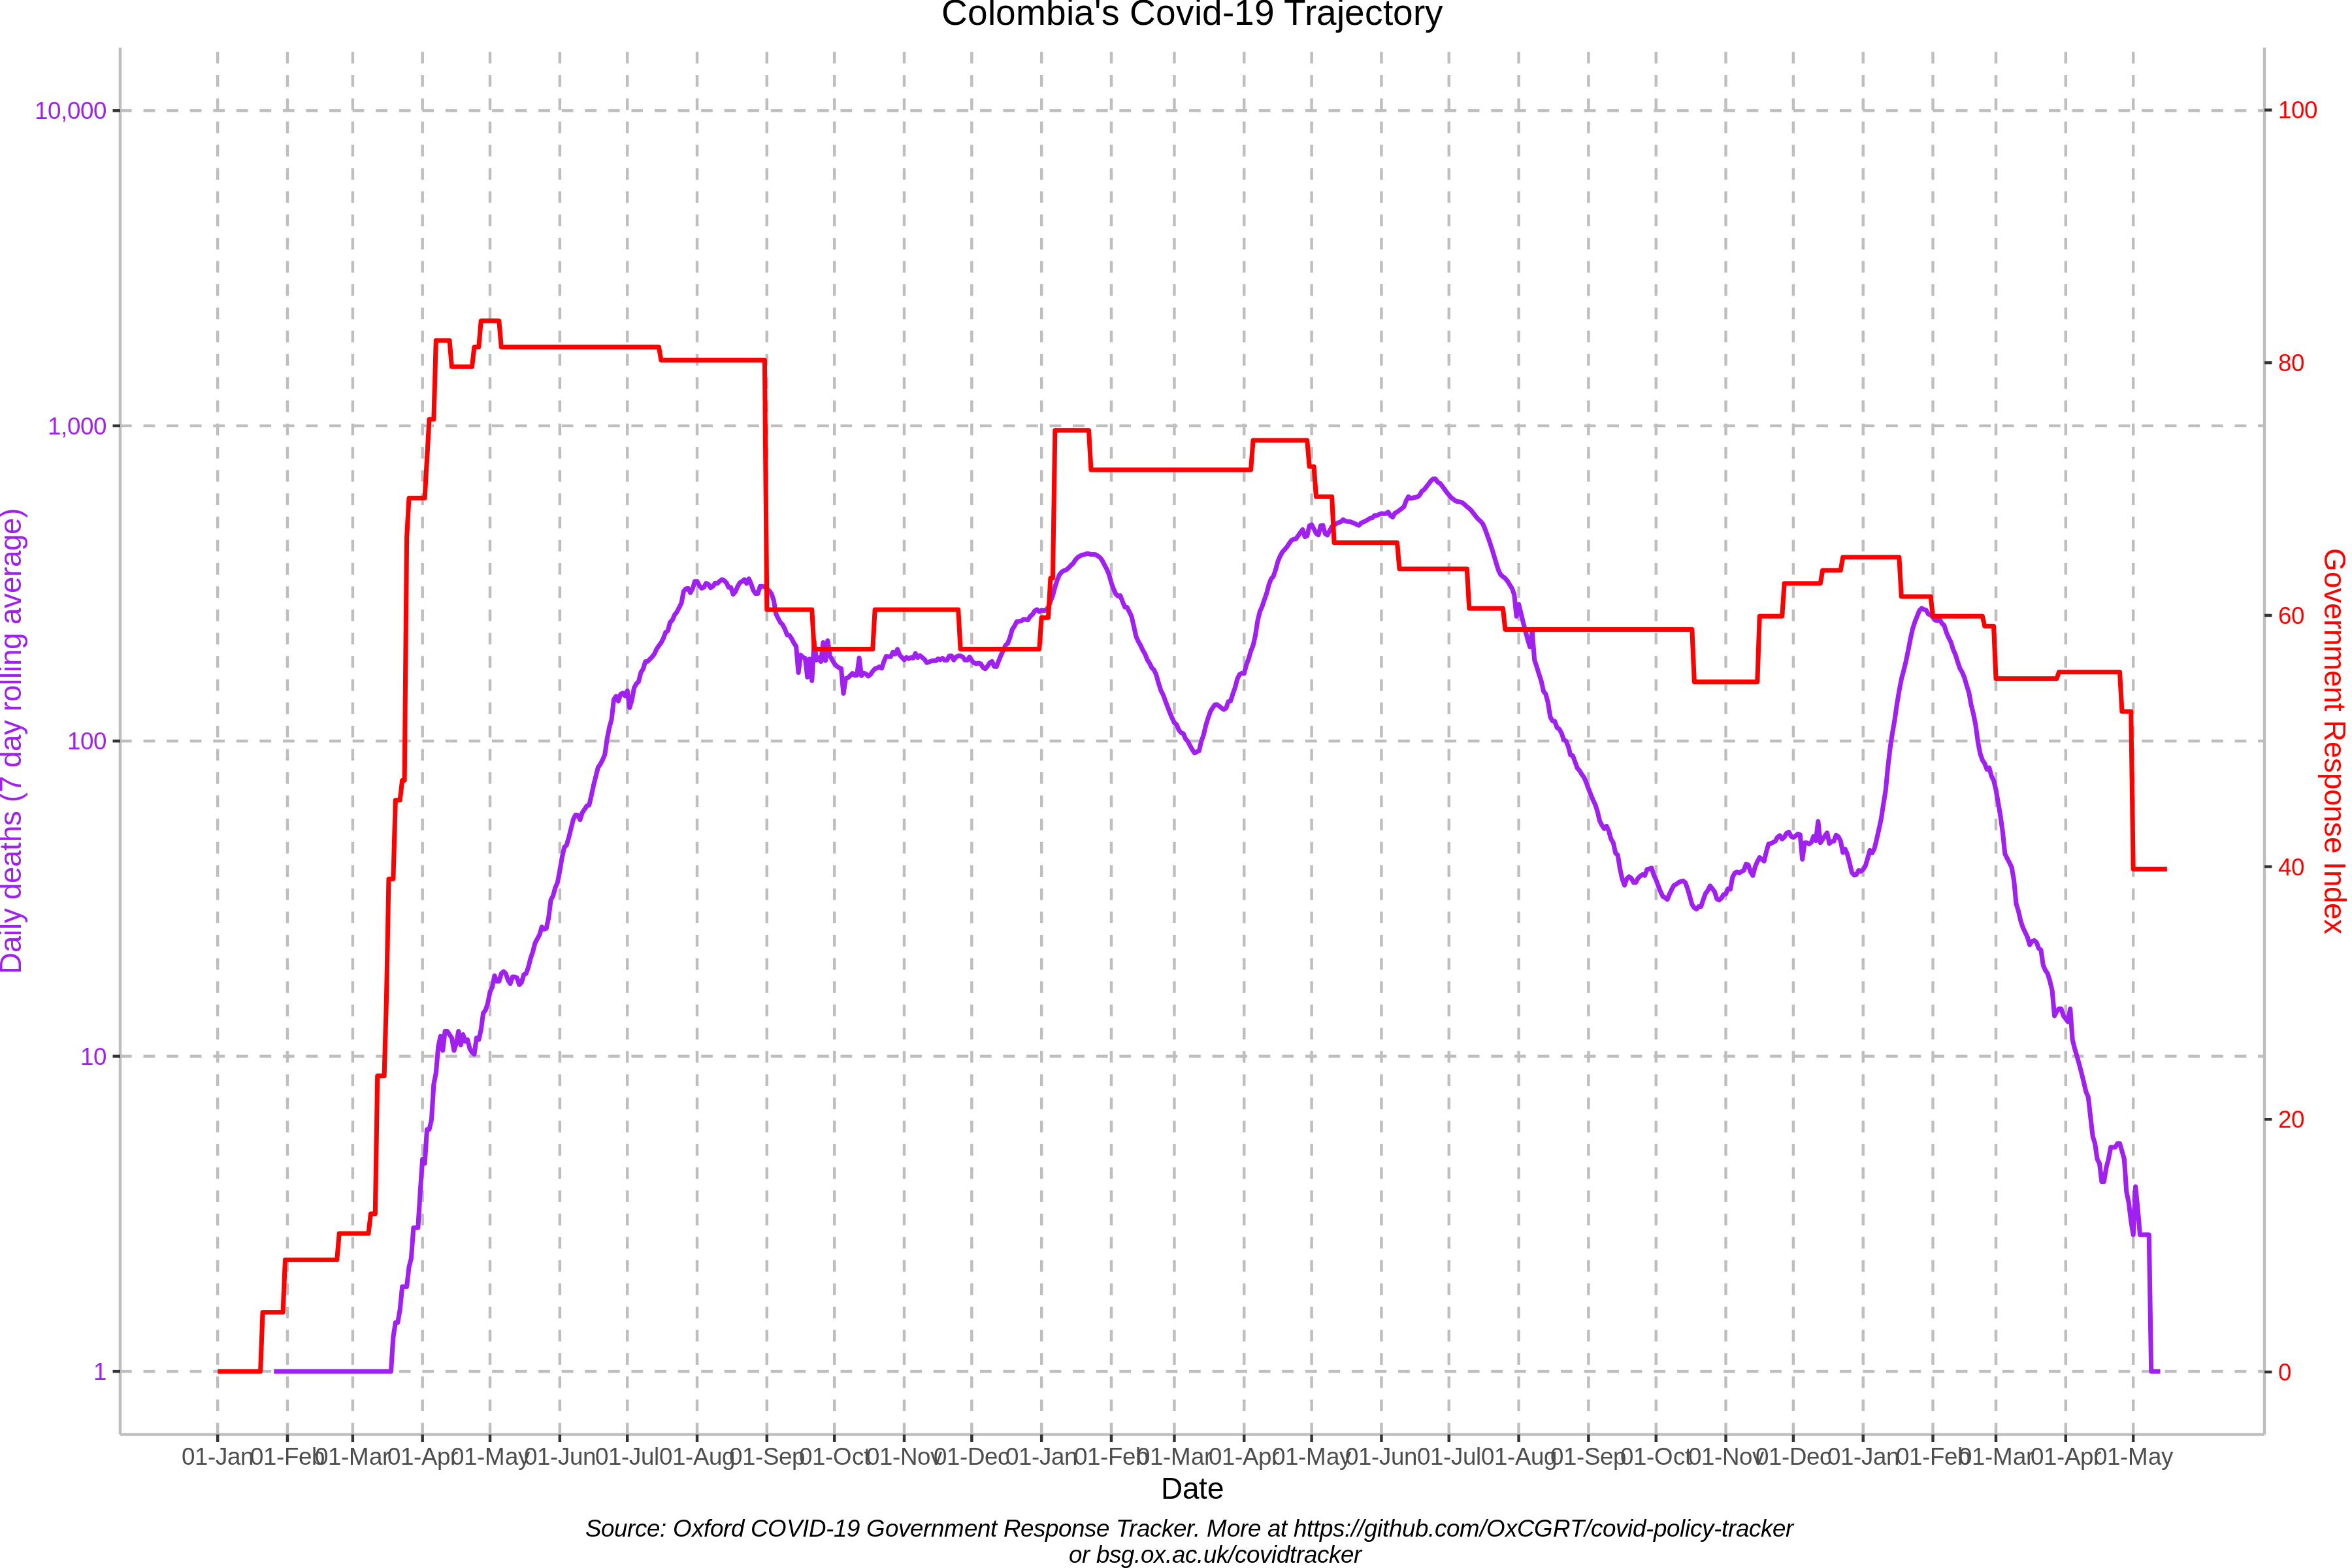 Colombia's Covid-19 Trajectory
10,000
1,000
100
10
1
Daily deaths (7 day rolling average)
100
80
60
40
20
0
Government Response Index
01-Jan 01-Feb 01-Mar 01-Apr 01-May 01-Jun 01-Jul 01-Aug 01-Sep 01-Oct 01-Nov 01-Dec 01-Jan 01-Feb 01-Mar 01-Apr 01-May 01-Jun 01-Jul 01-Aug 01-Sep 01-Oct 01-Nov 01-Dec 01-Jan 01-Feb 01-Mar 01-Apr 01-May
Date
Source: Oxford COVID-19 Government Response Tracker. More at https://github.com/OxCGRT/covid-policy-tracker
or bsg.ox.ac.uk/covidtracker